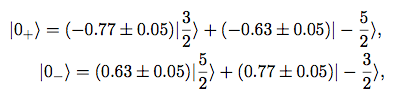 |0₊⟩ = (−0.77 ± 0.05)|3/2⟩ + (−0.63 ± 0.05)| − 5/2⟩,
|0₋⟩ = (0.63 ± 0.05)|5/2⟩ + (0.77 ± 0.05)| − 3/2⟩,